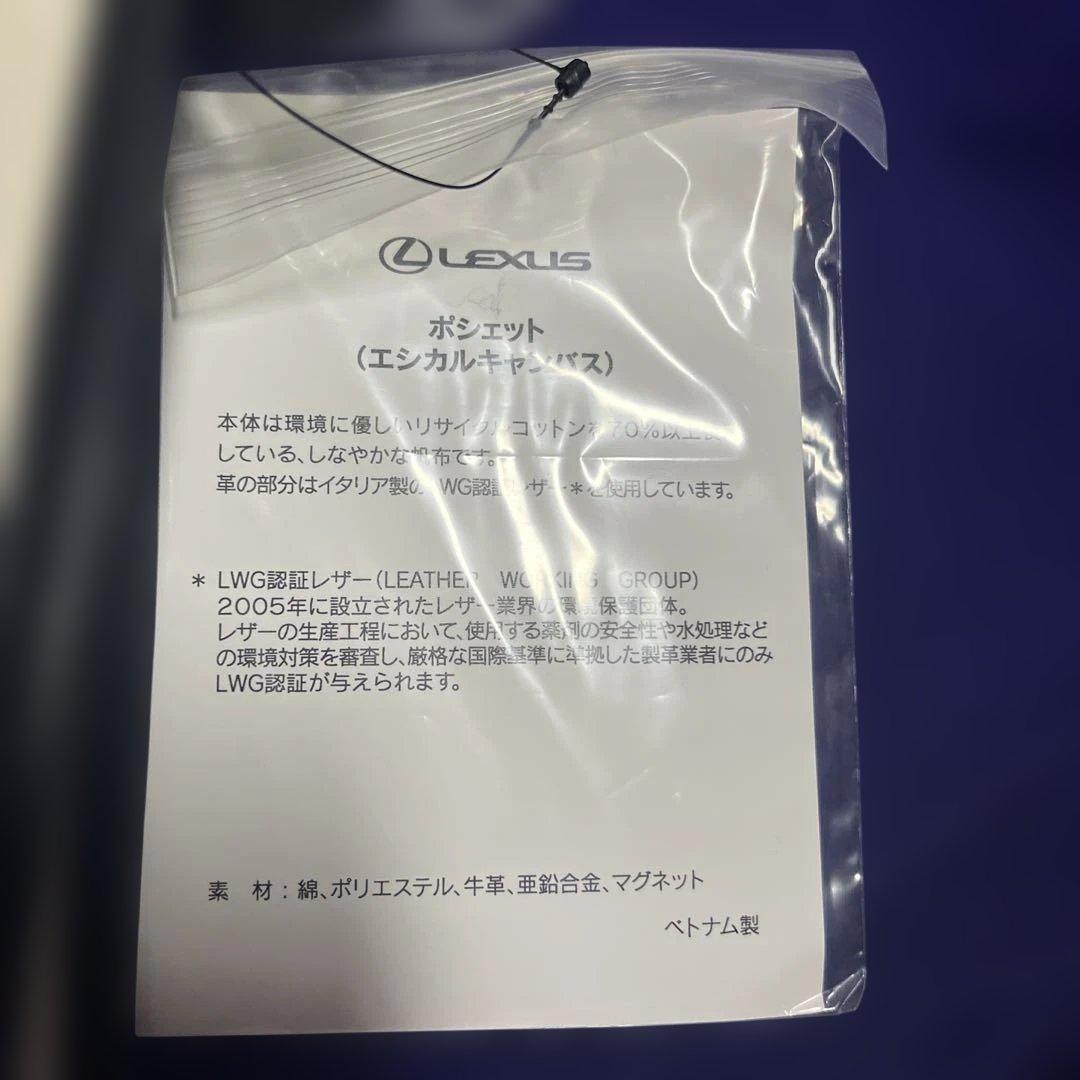 LEXUS
ポシェット
（エシカルキャンバス）
本体は環境に優しいリサイクルコットンを70%以上使
している、しなやかな帆布です。
革の部分はイタリア製の LWG認証レザー＊を使用しています。
＊ LWG認証レザー（LEATHER WORKING GROUP）
2005年に設立されたレザー業界の環境保護団体。
レザーの生産工程において、使用する薬剤の安全性や水処理など
の環境対策を審査し、厳格な国際基準に準拠した製革業者にのみ
LWG認証が与えられます。
素 材：綿、ポリエステル、牛革、亜鉛合金、マグネット
ベトナム製